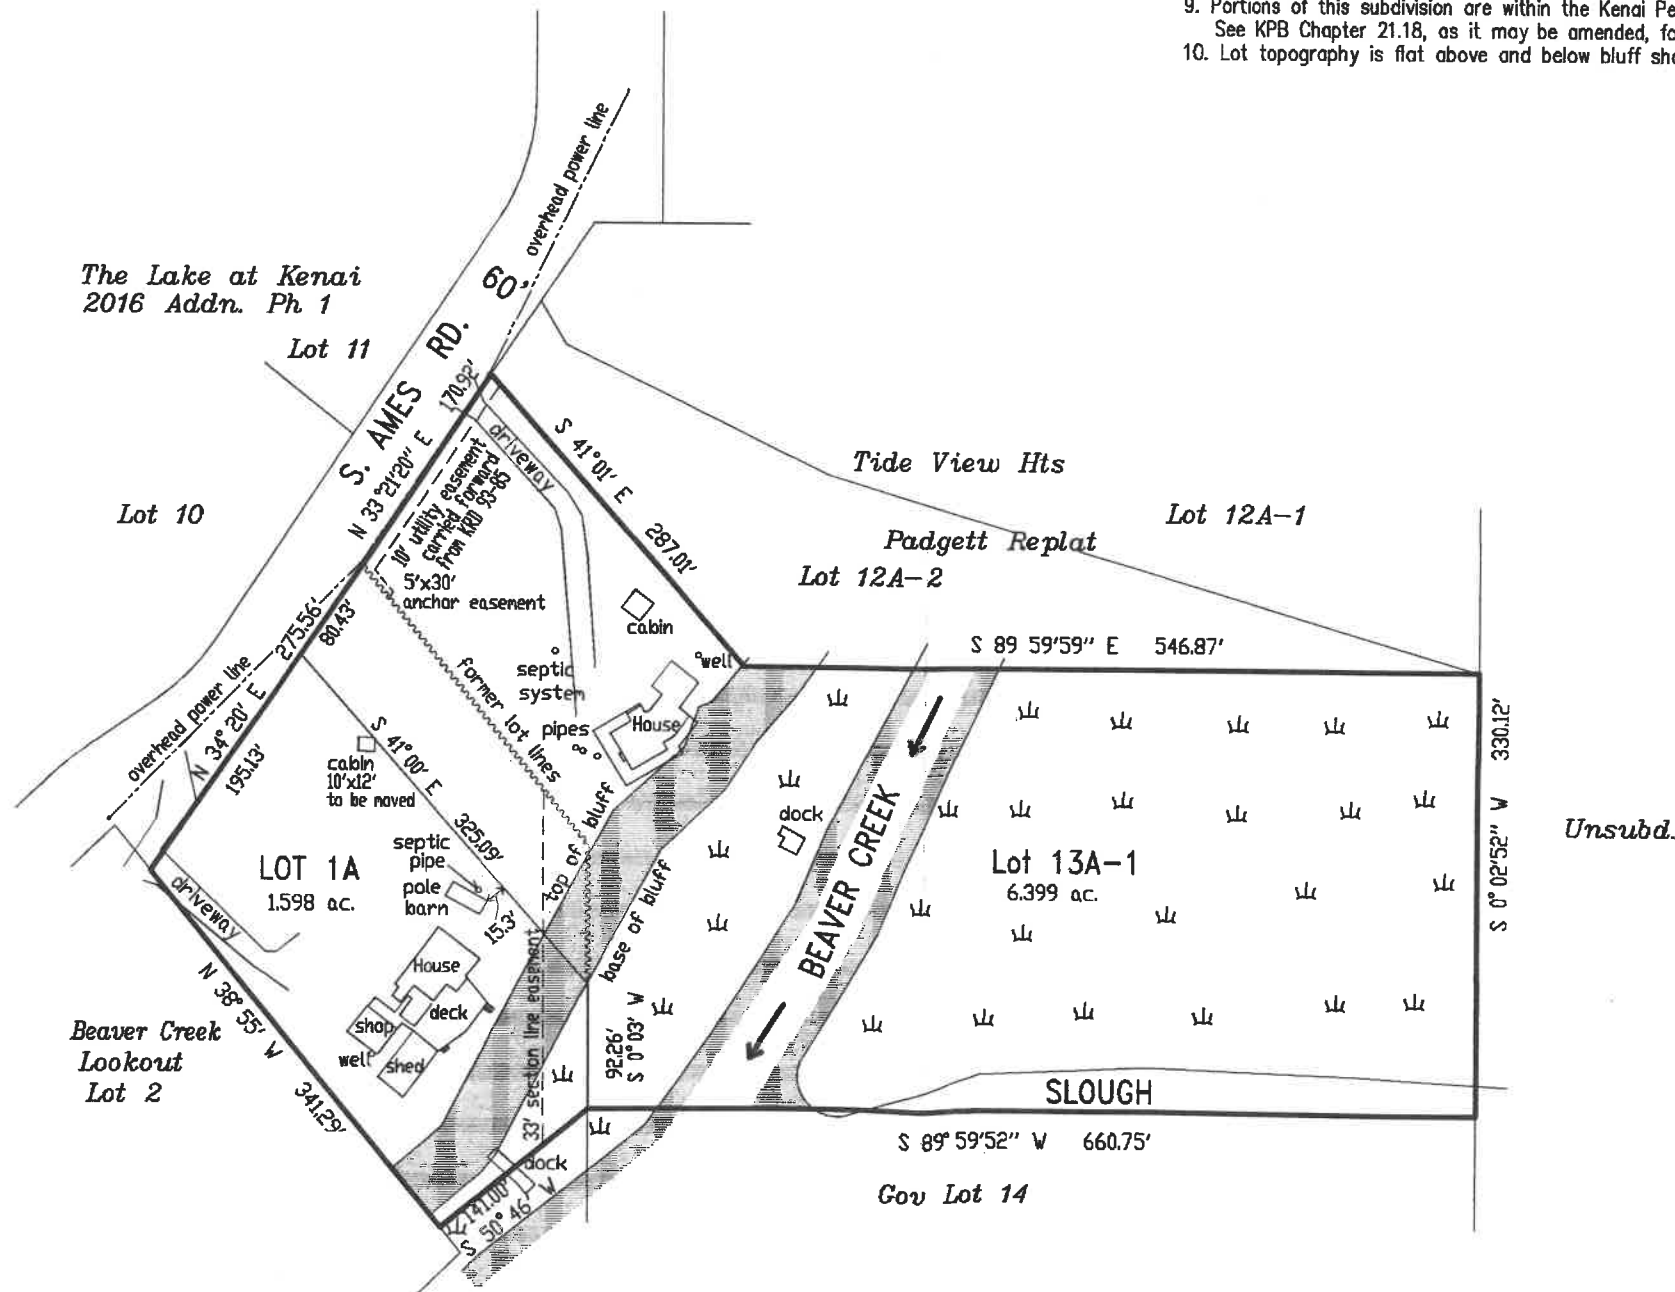 9. Portions of this subdivision are within the Kenai Pe
See KPB Chapter 21.18, as it may be amended, fo
10. Lot topography is flat above and below bluff sho
overhead power line
The Lake at Kenai
2016 Addn. Ph 1
Lot 11
S. AMES RD. 60'
170.92'
N 33°21'20" E
driveway
S 41°01' E 287.01'
10' utility easement
carried forward
from KRD 93-85
5'x30'
anchor easement
Lot 10
Tide View Hts
Lot 12A-1
Padgett Replat
Lot 12A-2
cabin
well
septic
system
pipes
House
former lot lines
S 89 59'59" E 546.87'
275.56'
80.43'
overhead power line
N 34° 20' E
195.13'
cabin
10'x12'
to be moved
S 41°00' E 325.09'
septic
pipe
pole
barn
15.3'
LOT 1A
1.598 ac.
driveway
House
deck
shop
well
shed
N 38° 55' W 341.29'
Beaver Creek
Lookout
Lot 2
top of bluff
base of bluff
33' section line easement
92.26'
S 0°03' W
dock
BEAVER CREEK
Lot 13A-1
6.399 ac.
S 0° 02'52" W 330.12'
Unsubd.
SLOUGH
S 89° 59'52" W 660.75'
Gov Lot 14
dock
141.00'
S 50° 46' W